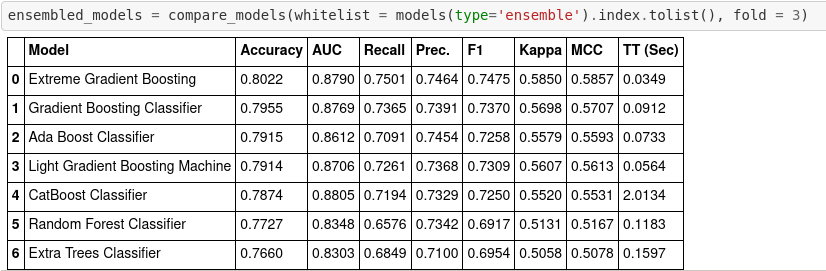 ensembled_models = compare_models(whitelist = models(type='ensemble').index.tolist(), fold = 3)
Model Accuracy AUC Recall Prec. F1 Kappa MCC TT (Sec)
0 Extreme Gradient Boosting 0.8022 0.8790 0.7501 0.7464 0.7475 0.5850 0.5857 0.0349
1 Gradient Boosting Classifier 0.7955 0.8769 0.7365 0.7391 0.7370 0.5698 0.5707 0.0912
2 Ada Boost Classifier 0.7915 0.8612 0.7091 0.7454 0.7258 0.5579 0.5593 0.0733
3 Light Gradient Boosting Machine 0.7914 0.8706 0.7261 0.7368 0.7309 0.5607 0.5613 0.0564
4 CatBoost Classifier 0.7874 0.8805 0.7194 0.7329 0.7250 0.5520 0.5531 2.0134
5 Random Forest Classifier 0.7727 0.8348 0.6576 0.7342 0.6917 0.5131 0.5167 0.1183
6 Extra Trees Classifier 0.7660 0.8303 0.6849 0.7100 0.6954 0.5058 0.5078 0.1597